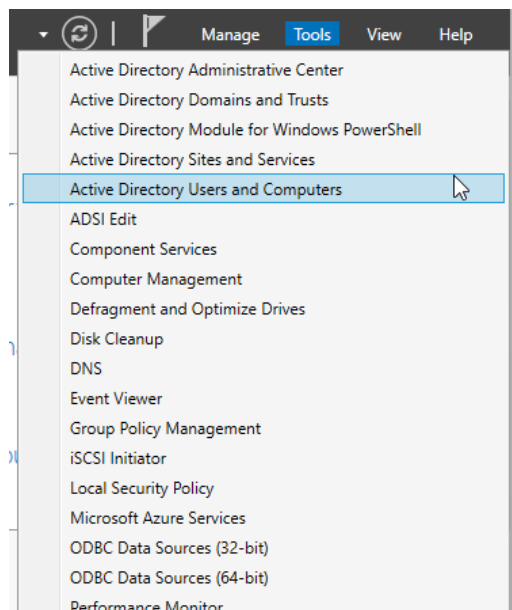 Manage Tools View Help
Active Directory Administrative Center
Active Directory Domains and Trusts
Active Directory Module for Windows PowerShell
Active Directory Sites and Services
Active Directory Users and Computers
ADSI Edit
Component Services
Computer Management
Defragment and Optimize Drives
Disk Cleanup
DNS
Event Viewer
Group Policy Management
iSCSI Initiator
Local Security Policy
Microsoft Azure Services
ODBC Data Sources (32-bit)
ODBC Data Sources (64-bit)
Performance Monitor